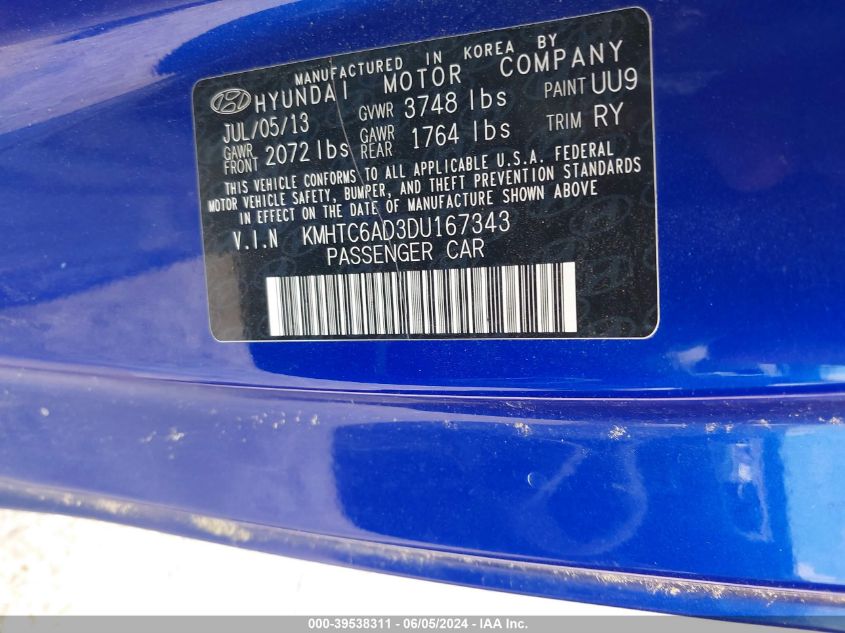 MANUFACTURED IN KOREA BY
HYUNDAI MOTOR COMPANY
JUL/05/13 GVWR 3748 lbs PAINT UU9
GAWR FRONT 2072 lbs GAWR REAR 1764 lbs TRIM RY
THIS VEHICLE CONFORMS TO ALL APPLICABLE U.S.A. FEDERAL
MOTOR VEHICLE SAFETY, BUMPER, AND THEFT PREVENTION STANDARDS
IN EFFECT ON THE DATE OF MANUFACTURE SHOWN ABOVE
V.I.N KMHTC6AD3DU167343
PASSENGER CAR
000-39538311 - 06/05/2024 - IAA Inc.